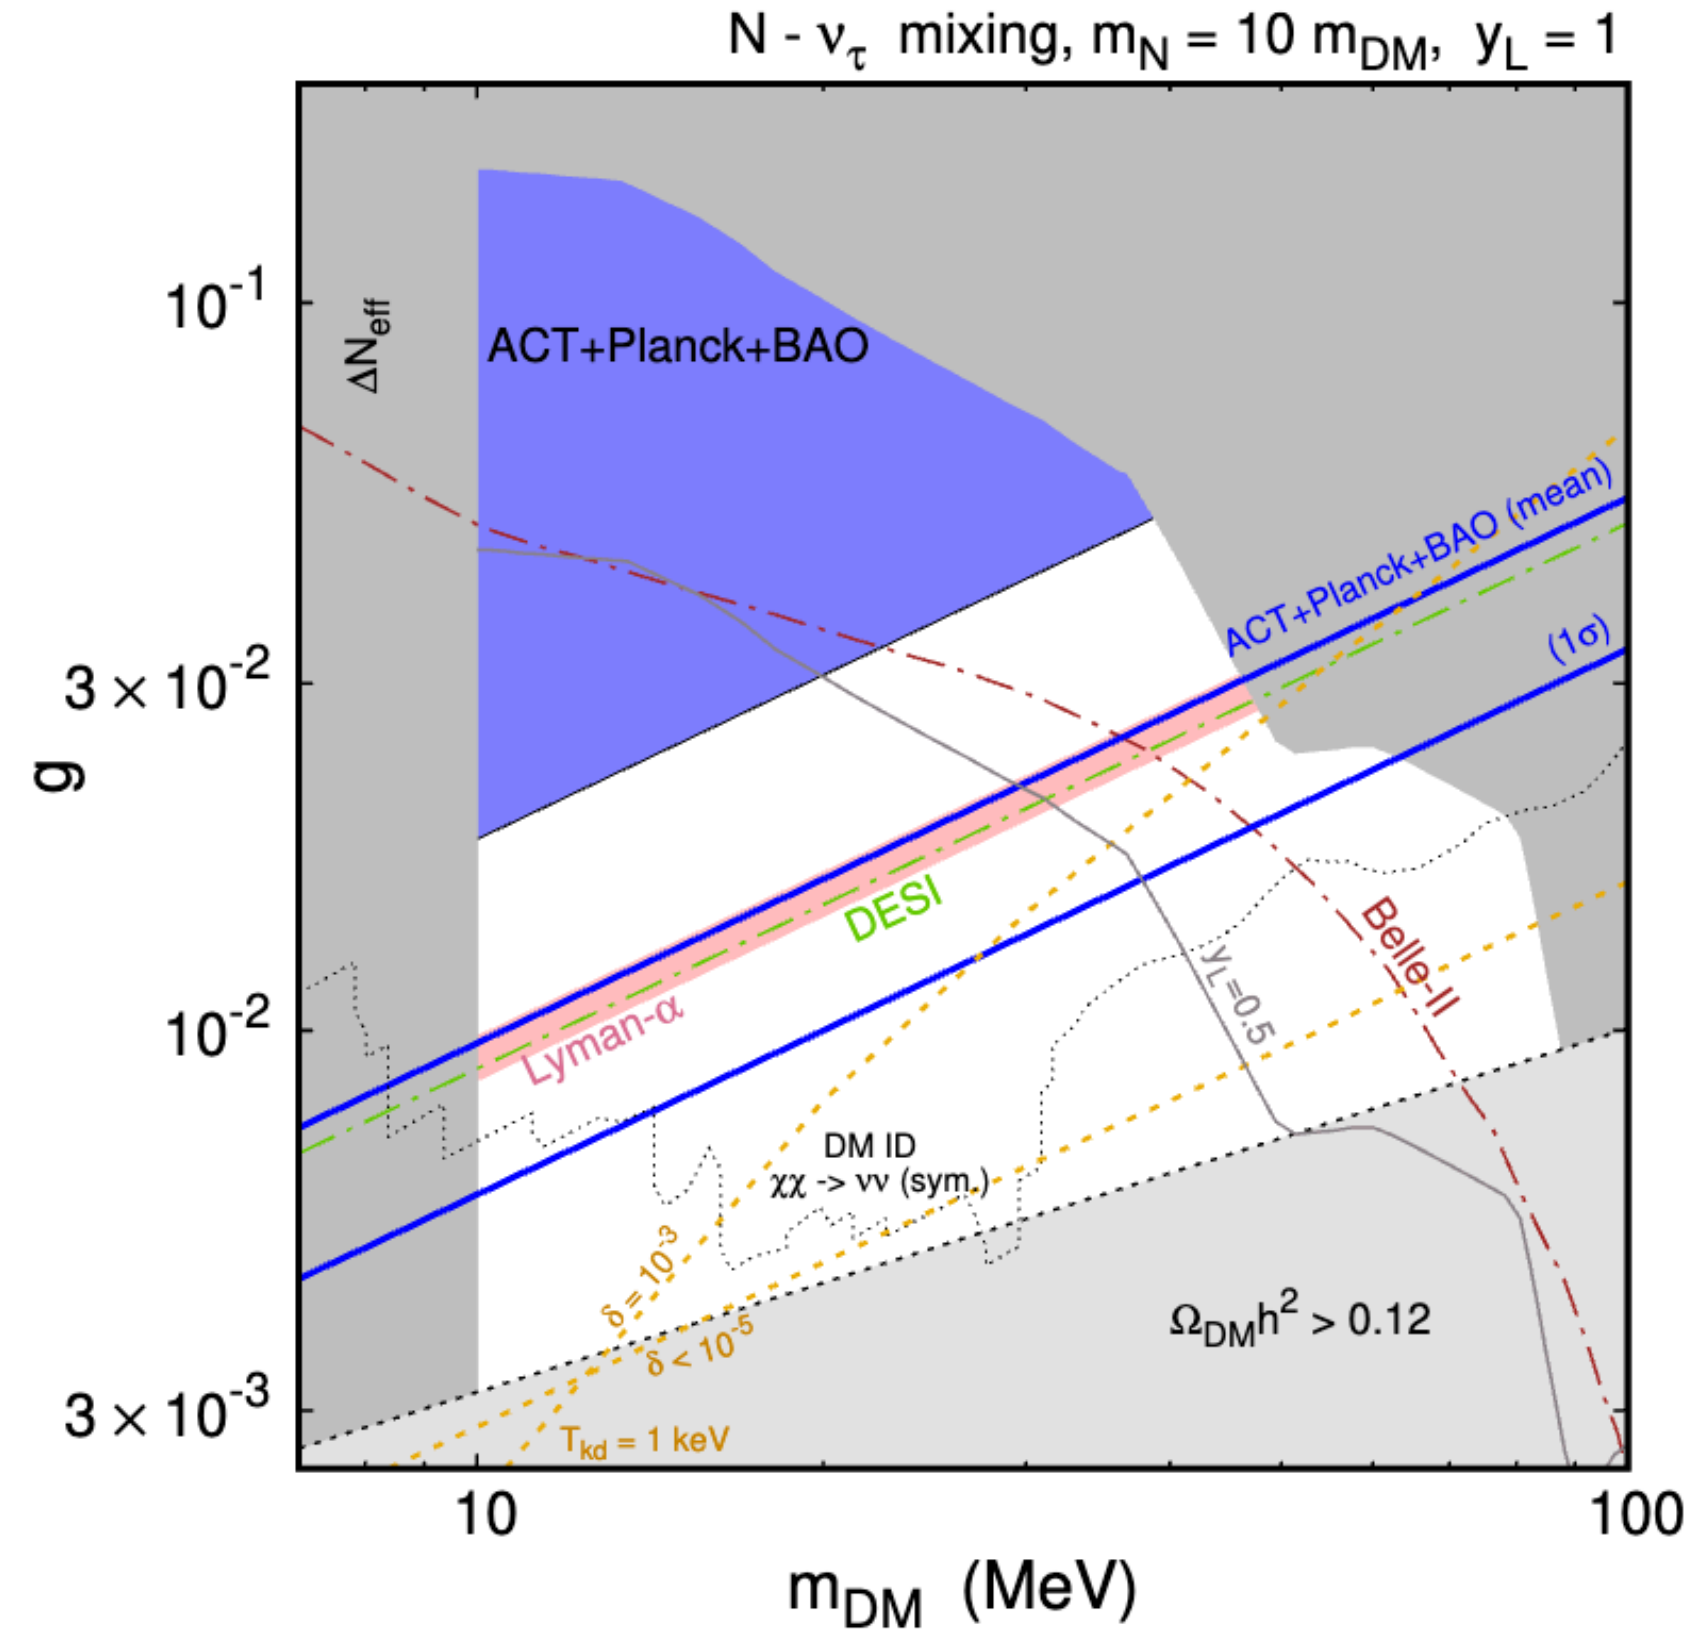 N - ντ mixing, mN = 10 mDM, yL = 1
10⁻¹
ΔNeff
ACT+Planck+BAO
ACT+Planck+BAO (mean)
(1σ)
3 × 10⁻²
g
DESI
Lyman-α
Belle-II
yL=0.5
10⁻²
DM ID
χχ -> νν (sym.)
δ = 10⁻³
δ < 10⁻⁵
ΩDMh² > 0.12
3 × 10⁻³
Tkd = 1 keV
10
100
mDM (MeV)